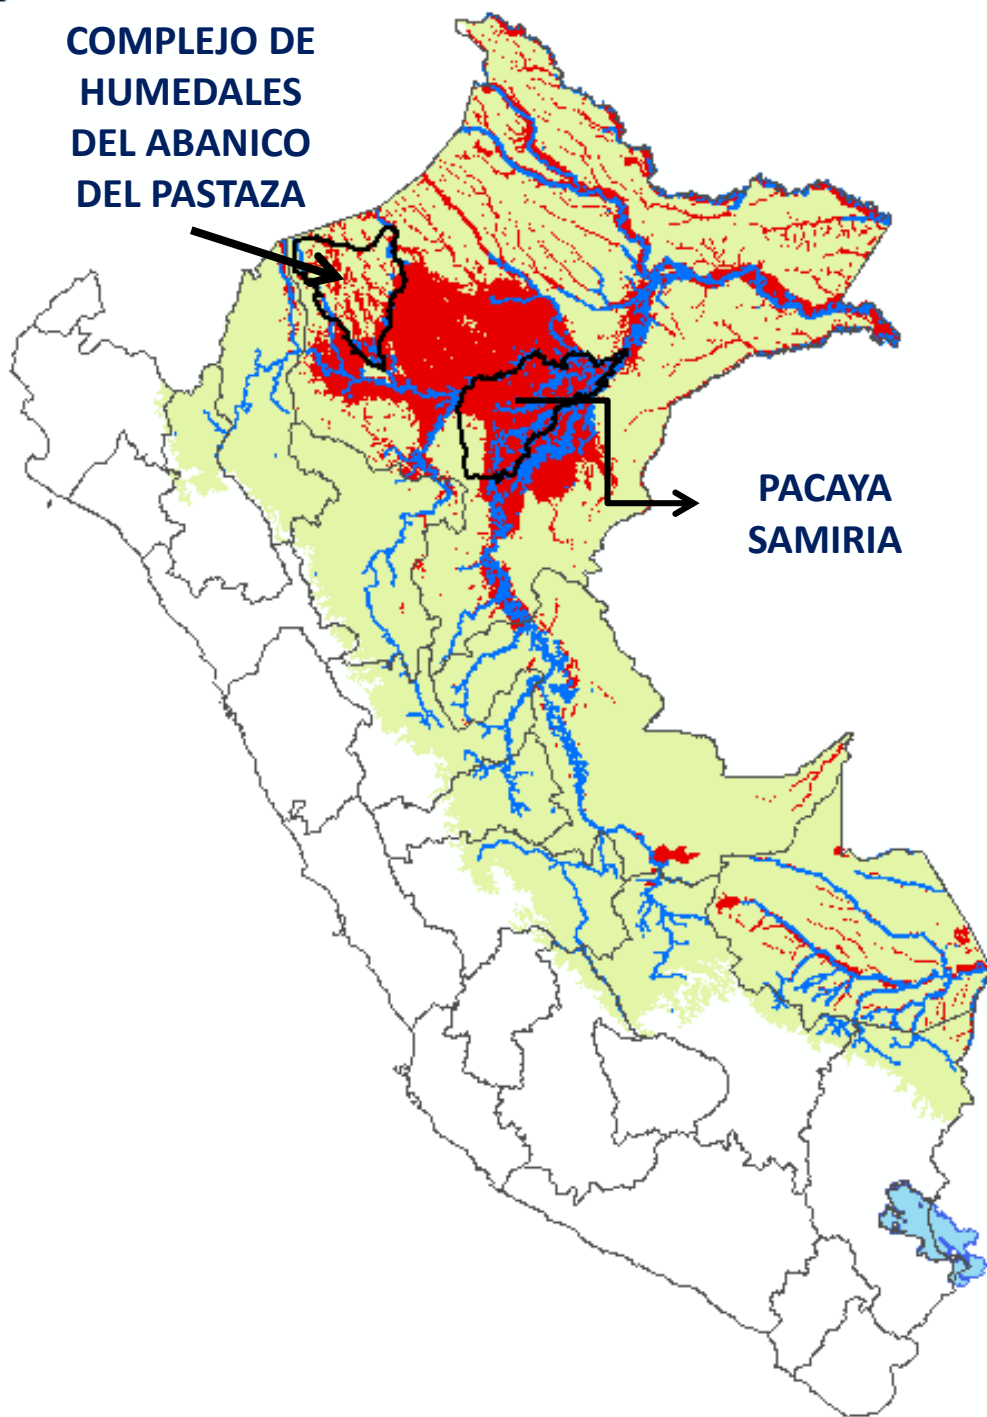 COMPLEJO DE
HUMEDALES
DEL ABANICO
DEL PASTAZA
PACAYA
SAMIRIA